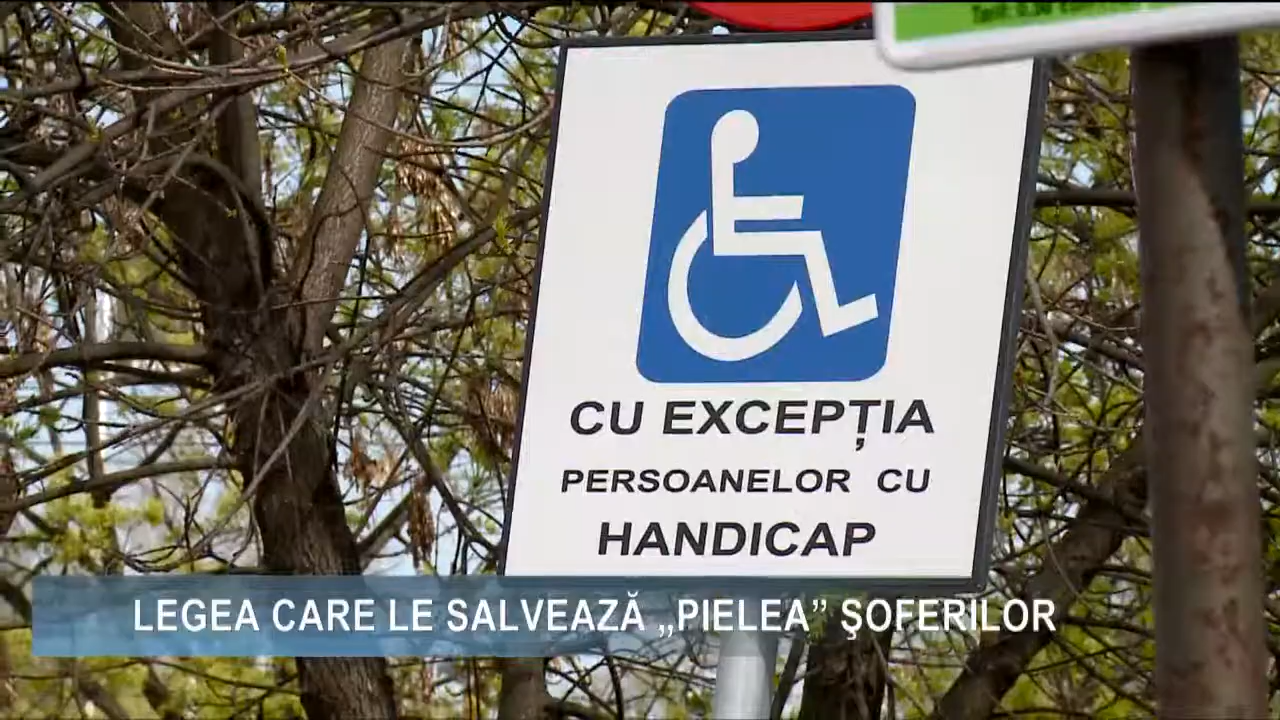 CU EXCEPȚIA
PERSOANELOR CU
HANDICAP
LEGEA CARE LE SALVEAZĂ „PIELEA” ŞOFERILOR